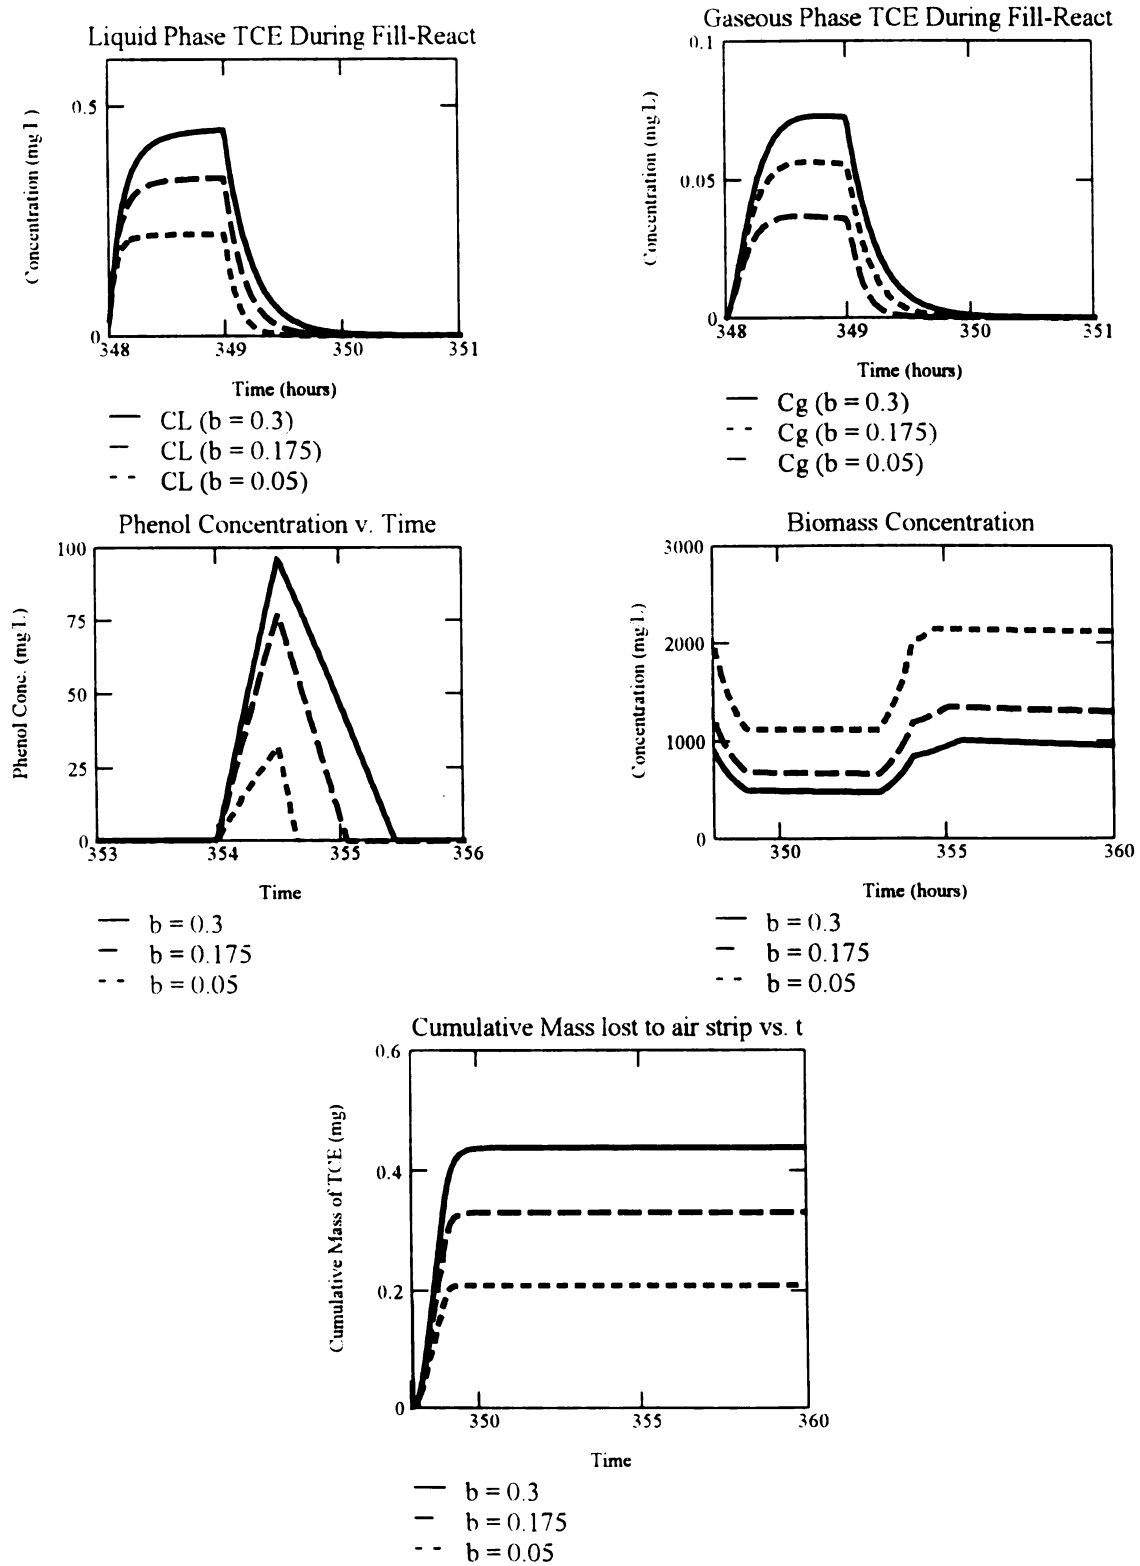 Liquid Phase TCE During Fill-React
Concentration (mg/L)
0.5
0
348
349
350
351
Time (hours)
CL (b = 0.3)
CL (b = 0.175)
CL (b = 0.05)
Gaseous Phase TCE During Fill-React
Concentration (mg/L)
0.1
0.05
0
348
349
350
351
Time (hours)
Cg (b = 0.3)
Cg (b = 0.175)
Cg (b = 0.05)
Phenol Concentration v. Time
Phenol Conc. (mg/L)
100
75
50
25
0
353
354
355
356
Time
b = 0.3
b = 0.175
b = 0.05
Biomass Concentration
Concentration (mg/L)
3000
2000
1000
0
350
355
360
Time (hours)
b = 0.3
b = 0.175
b = 0.05
Cumulative Mass lost to air strip vs. t
Cumulative Mass of TCE (mg)
0.6
0.4
0.2
0
350
355
360
Time
b = 0.3
b = 0.175
b = 0.05